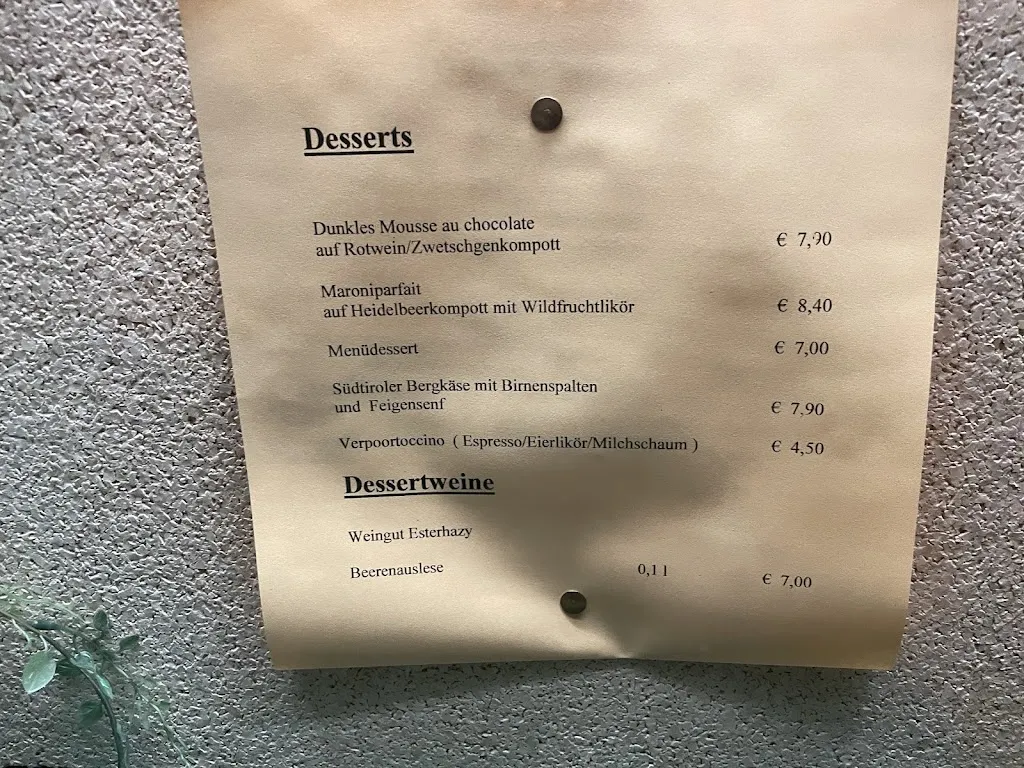 Desserts
Dunkles Mousse au chocolate
auf Rotwein/Zwetschgenkompott € 7,90
Maroniparfait
auf Heidelbeerkompott mit Wildfruchtlikör € 8,40
Menüdessert € 7,00
Südtiroler Bergkäse mit Birnenspalten
und Feigensenf € 7,90
Verpoortoccino ( Espresso/Eierlikör/Milchschaum ) € 4,50
Dessertweine
Weingut Esterhazy
Beerenauslese 0,1 l € 7,00